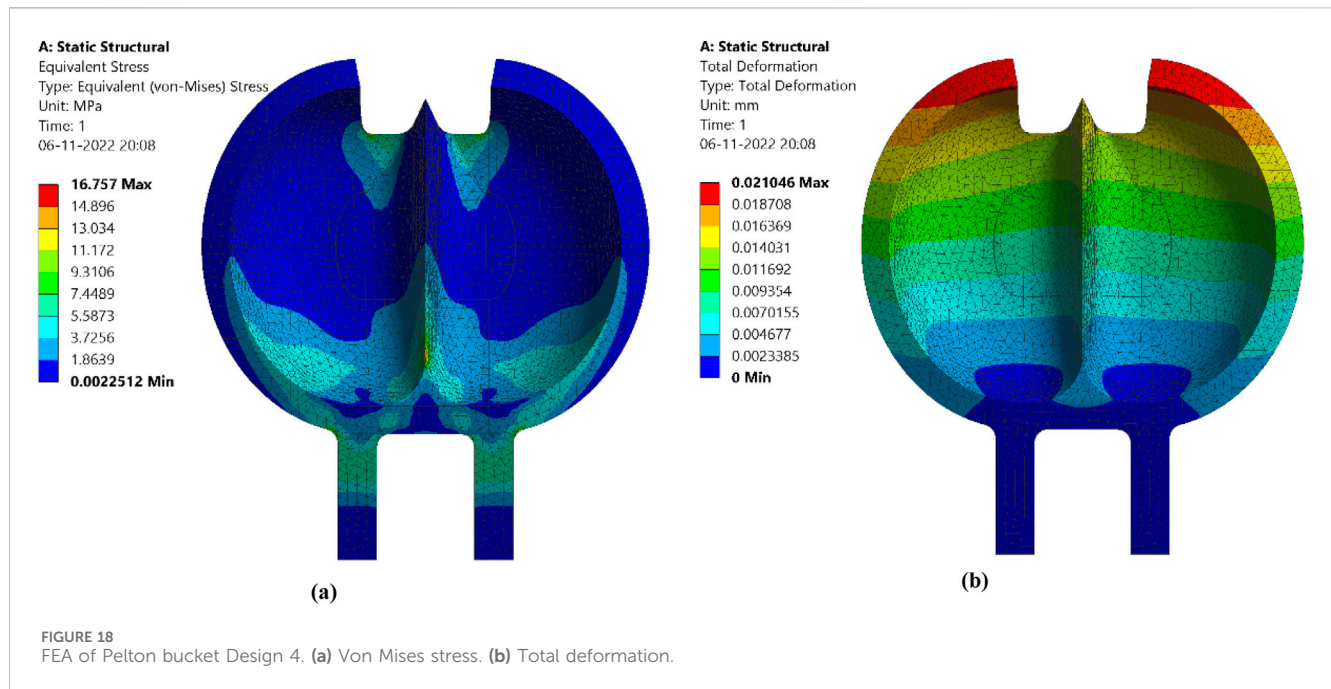 A: Static Structural
Equivalent Stress
Type: Equivalent (von-Mises) Stress
Unit: MPa
Time: 1
06-11-2022 20:08
16.757 Max
14.896
13.034
11.172
9.3106
7.4489
5.5873
3.7256
1.8639
0.0022512 Min
(a)
A: Static Structural
Total Deformation
Type: Total Deformation
Unit: mm
Time: 1
06-11-2022 20:08
0.021046 Max
0.018708
0.016369
0.014031
0.011692
0.009354
0.0070155
0.004677
0.0023385
0 Min
(b)
FIGURE 18
FEA of Pelton bucket Design 4. (a) Von Mises stress. (b) Total deformation.